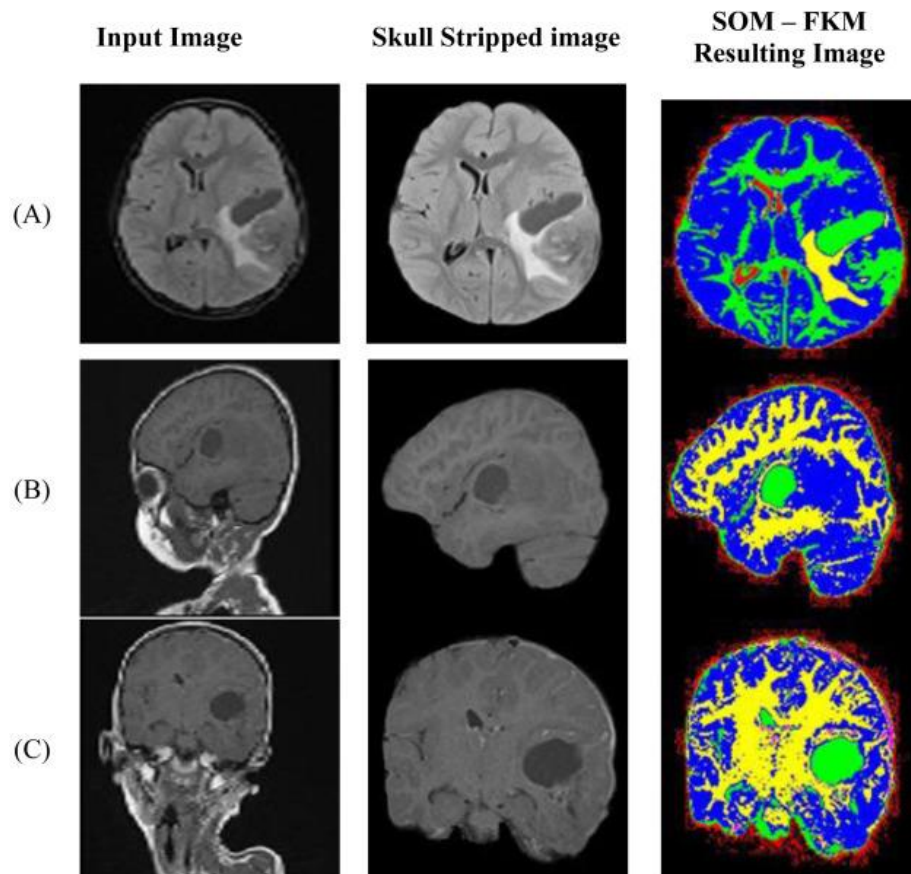 Input Image
Skull Stripped image
SOM – FKM
Resulting Image
(A)
(B)
(C)